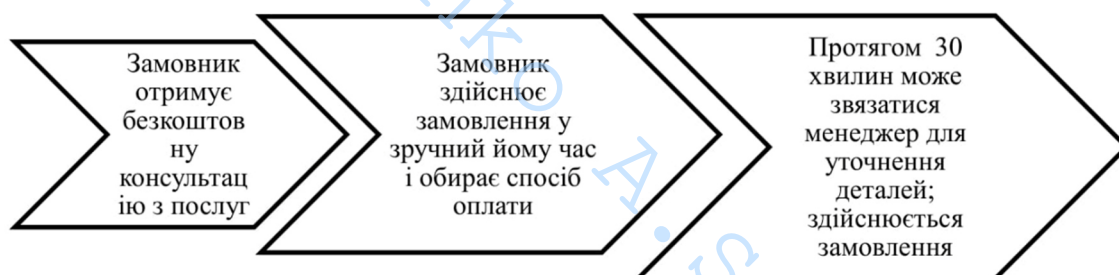 Замовник
отримує
безкоштов
ну
консультац
ію з послуг
Замовник
здійснює
замовлення у
зручний йому час
і обирає спосіб
оплати
Протягом 30
хвилин може
звязатися
менеджер для
уточнення
деталей;
здійснюється
замовлення